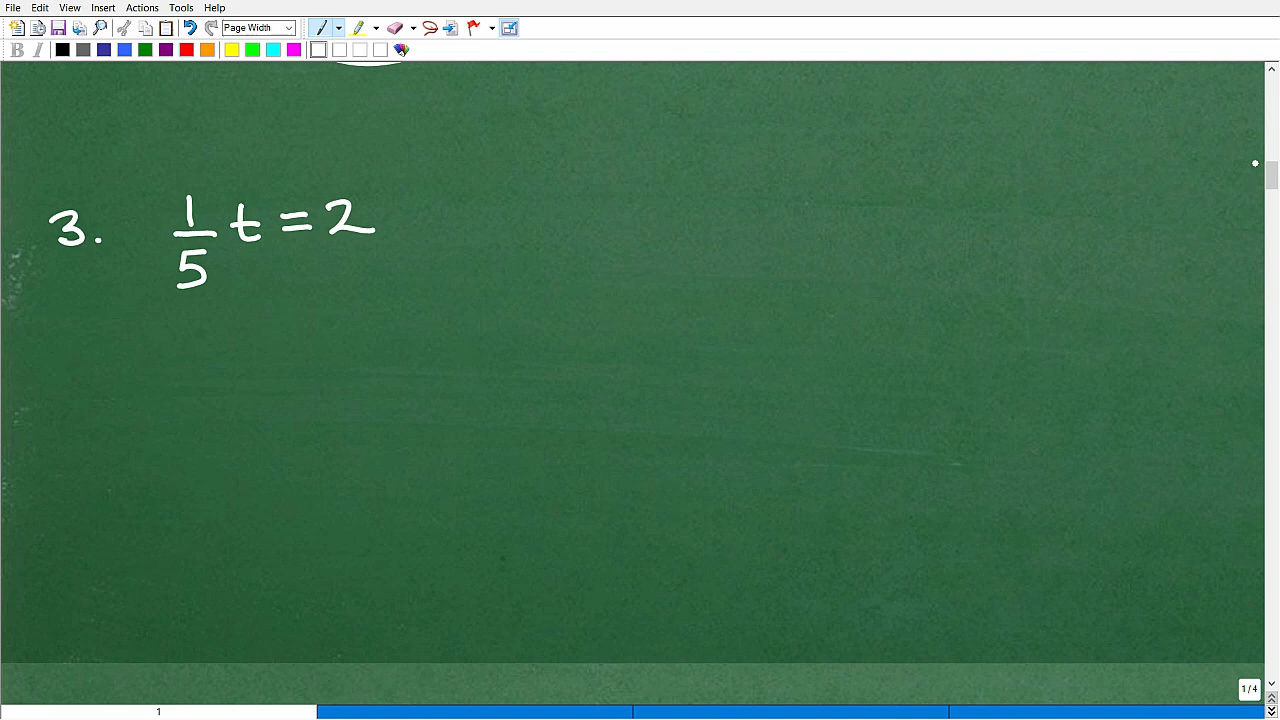 File Edit View Insert Actions Tools Help
Page Width
B I
3. 1/5 t = 2
1/4
1